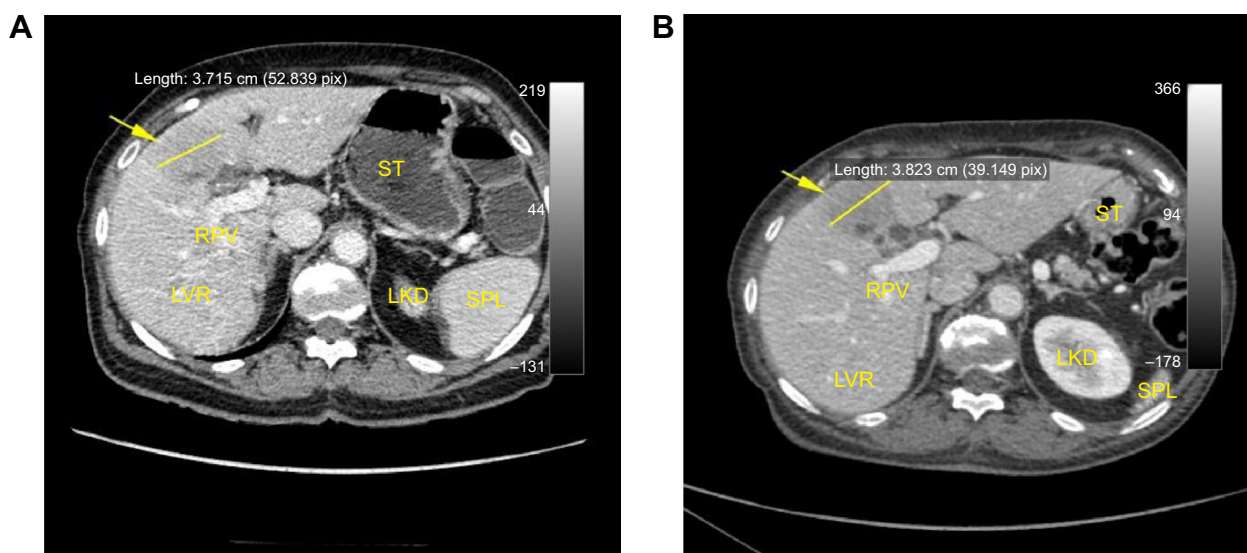 A
Length: 3.715 cm (52.839 pix)
219
ST
44
RPV
LVR
LKD
SPL
–131
B
366
Length: 3.823 cm (39.149 pix)
94
ST
RPV
LKD
–178
LVR
SPL